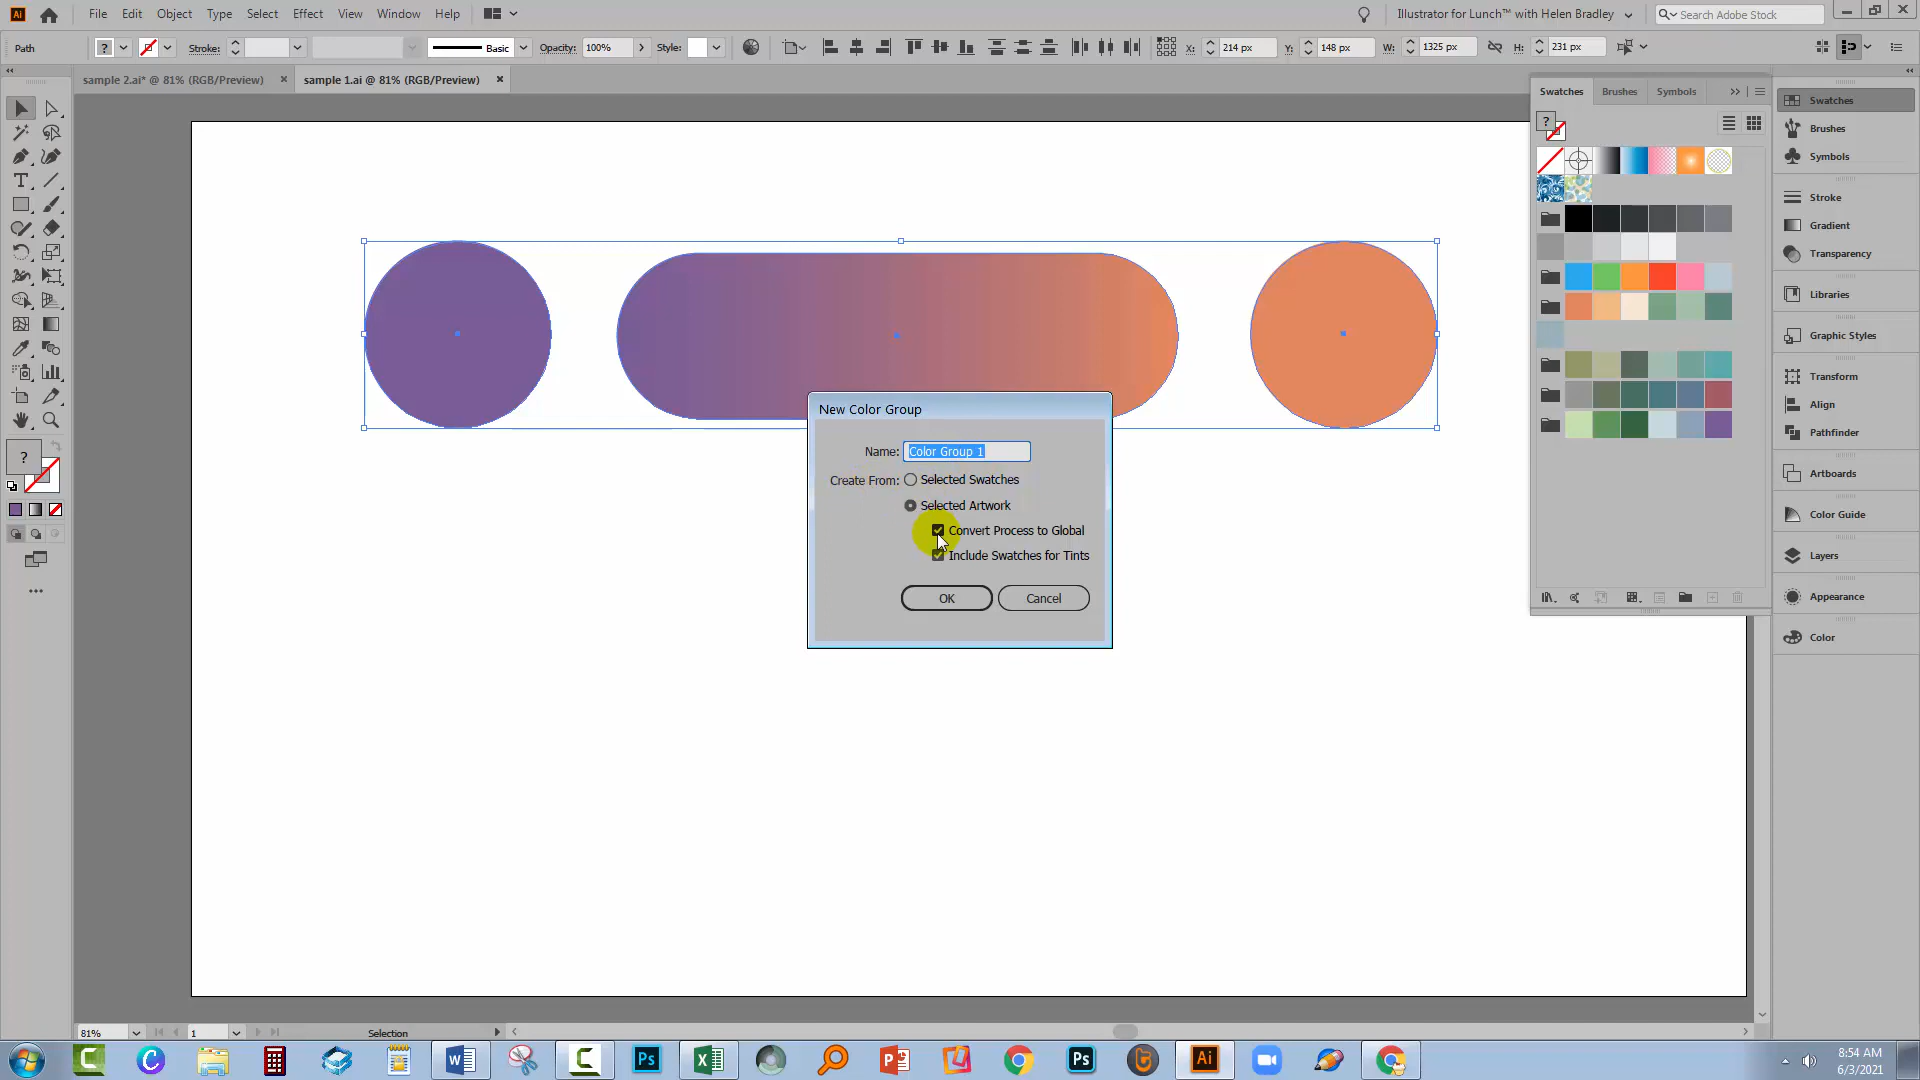 Ai File Edit Object Type Select Effect View Window Help Illustrator for Lunch™ with Helen Bradley Search Adobe Stock
Path ? Stroke: Basic Opacity: 100% Style: X: 214 px Y: 148 px W: 1325 px H: 231 px
sample 2.ai* @ 81% (RGB/Preview) × sample 1.ai @ 81% (RGB/Preview) ×
Swatches Brushes Symbols
?
Swatches
Brushes
Symbols
Stroke
Gradient
Transparency
Libraries
Graphic Styles
Transform
Align
Pathfinder
Artboards
Color Guide
Layers
Appearance
Color
?
New Color Group
Name: Color Group 1
Create From: Selected Swatches
Selected Artwork
Convert Process to Global
Include Swatches for Tints
OK Cancel
81% 1 Selection
Ps Ps Ai
8:54 AM
6/3/2021